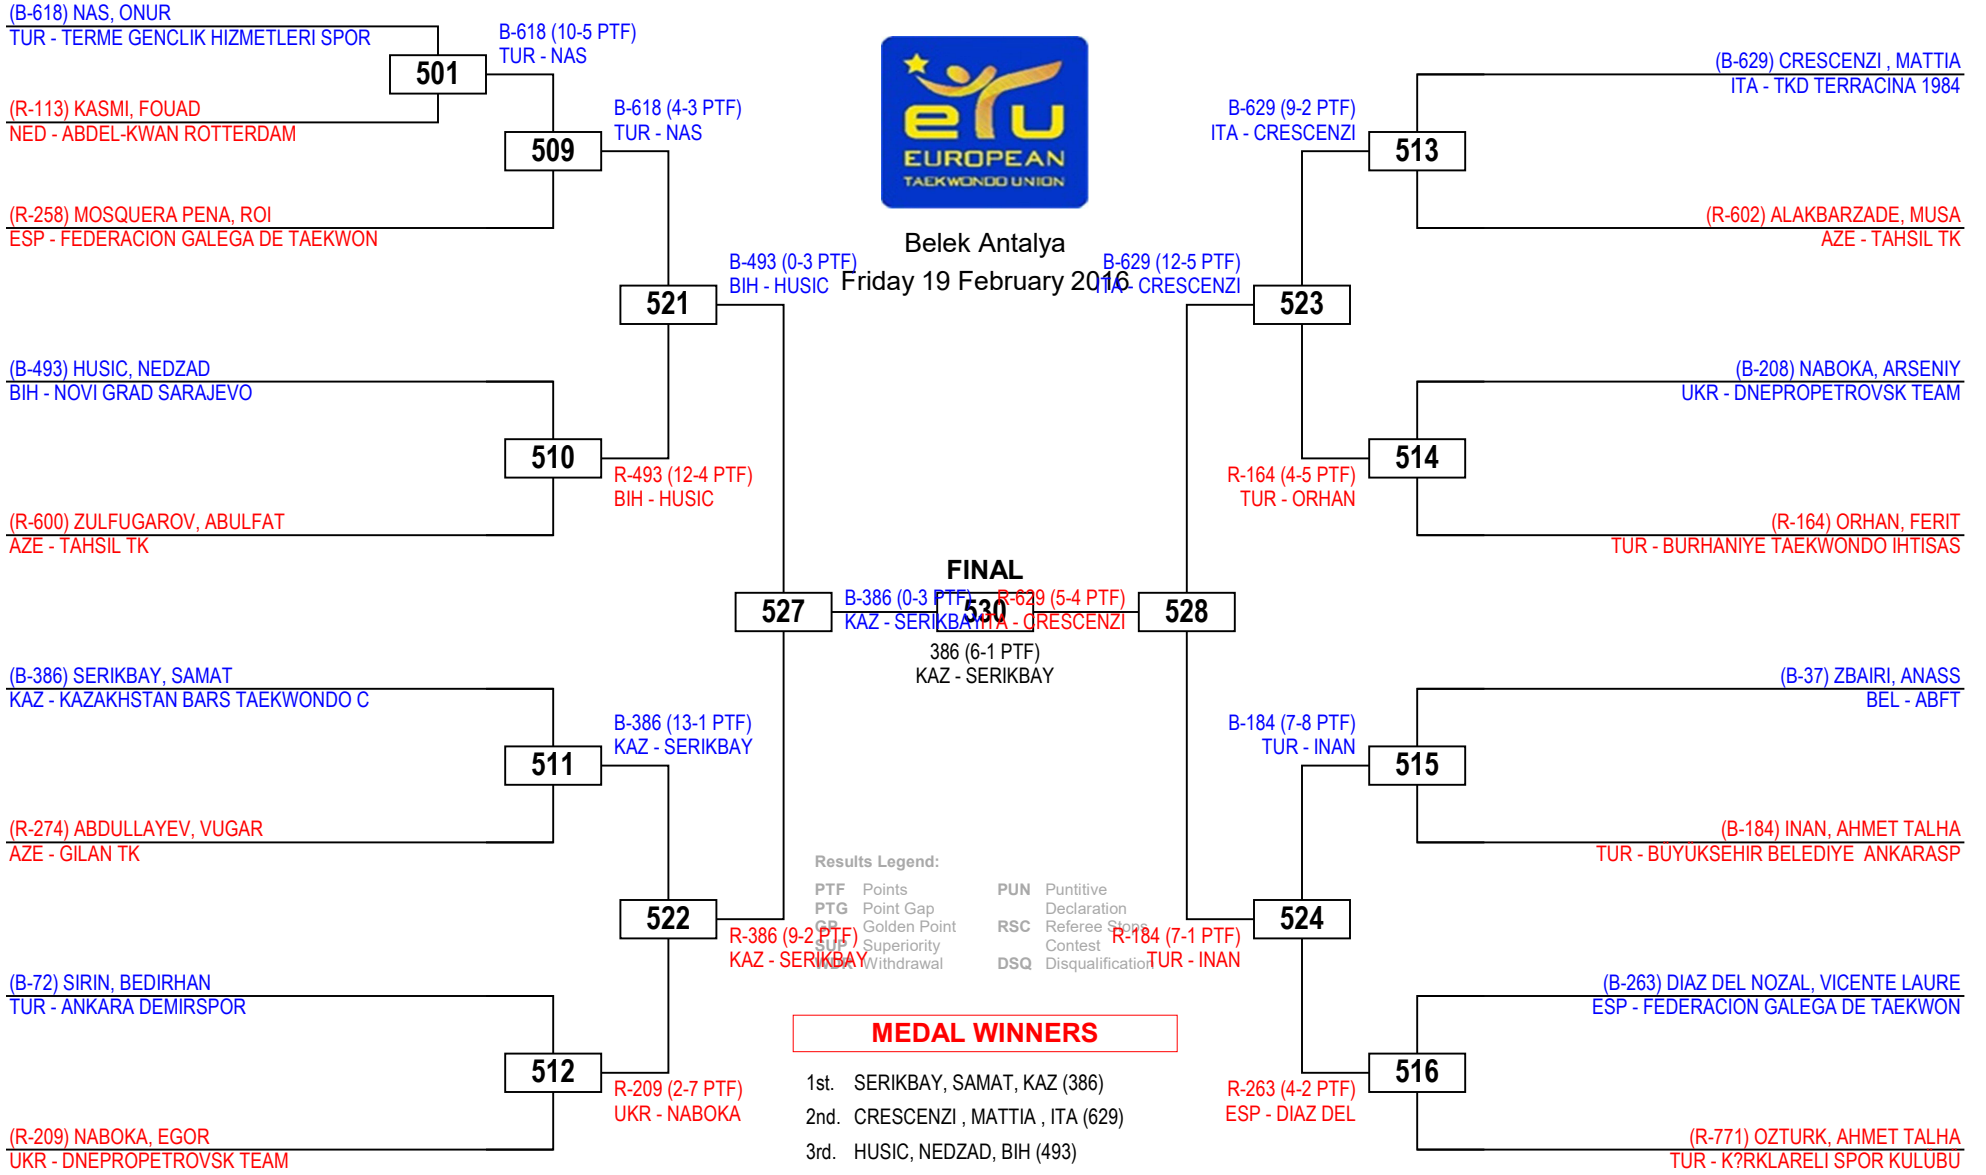 (B-618) NAS, ONUR
TUR - TERME GENCLIK HIZMETLERI SPOR
501
(R-113) KASMI, FOUAD
NED - ABDEL-KWAN ROTTERDAM
B-618 (10-5 PTF)
TUR - NAS
509
(R-258) MOSQUERA PENA, ROI
ESP - FEDERACION GALEGA DE TAEKWON
B-618 (4-3 PTF)
TUR - NAS
521
(B-493) HUSIC, NEDZAD
BIH - NOVI GRAD SARAJEVO
510
(R-600) ZULFUGAROV, ABULFAT
AZE - TAHSIL TK
R-493 (12-4 PTF)
BIH - HUSIC
B-493 (0-3 PTF)
BIH - HUSIC
527
(B-386) SERIKBAY, SAMAT
KAZ - KAZAKHSTAN BARS TAEKWONDO C
511
(R-274) ABDULLAYEV, VUGAR
AZE - GILAN TK
B-386 (13-1 PTF)
KAZ - SERIKBAY
522
(B-72) SIRIN, BEDIRHAN
TUR - ANKARA DEMIRSPOR
512
(R-209) NABOKA, EGOR
UKR - DNEPROPETROVSK TEAM
R-209 (2-7 PTF)
UKR - NABOKA
R-386 (9-2 PTF)
KAZ - SERIKBAY
eTU
EUROPEAN
TAEKWONDO UNION
Belek Antalya
Friday 19 February 2016
FINAL
B-386 (0-3 PTF)
KAZ - SERIKBAY
530
R-629 (5-4 PTF)
ITA - CRESCENZI
386 (6-1 PTF)
KAZ - SERIKBAY
(B-629) CRESCENZI , MATTIA
ITA - TKD TERRACINA 1984
B-629 (9-2 PTF)
ITA - CRESCENZI
513
(R-602) ALAKBARZADE, MUSA
AZE - TAHSIL TK
B-629 (12-5 PTF)
ITA - CRESCENZI
523
(B-208) NABOKA, ARSENIY
UKR - DNEPROPETROVSK TEAM
514
R-164 (4-5 PTF)
TUR - ORHAN
(R-164) ORHAN, FERIT
TUR - BURHANIYE TAEKWONDO IHTISAS
528
(B-37) ZBAIRI, ANASS
BEL - ABFT
B-184 (7-8 PTF)
TUR - INAN
515
(B-184) INAN, AHMET TALHA
TUR - BUYUKSEHIR BELEDIYE  ANKARASP
524
R-184 (7-1 PTF)
TUR - INAN
(B-263) DIAZ DEL NOZAL, VICENTE LAURE
ESP - FEDERACION GALEGA DE TAEKWON
516
R-263 (4-2 PTF)
ESP - DIAZ DEL
(R-771) OZTURK, AHMET TALHA
TUR - K?RKLARELI SPOR KULUBU
Results Legend:
PTF Points
PTG Point Gap
GP Golden Point
SUP Superiority
WDR Withdrawal
PUN Puntitive
Declaration
RSC Referee Stops
Contest
DSQ Disqualification
MEDAL WINNERS
1st. SERIKBAY, SAMAT, KAZ (386)
2nd. CRESCENZI , MATTIA , ITA (629)
3rd. HUSIC, NEDZAD, BIH (493)